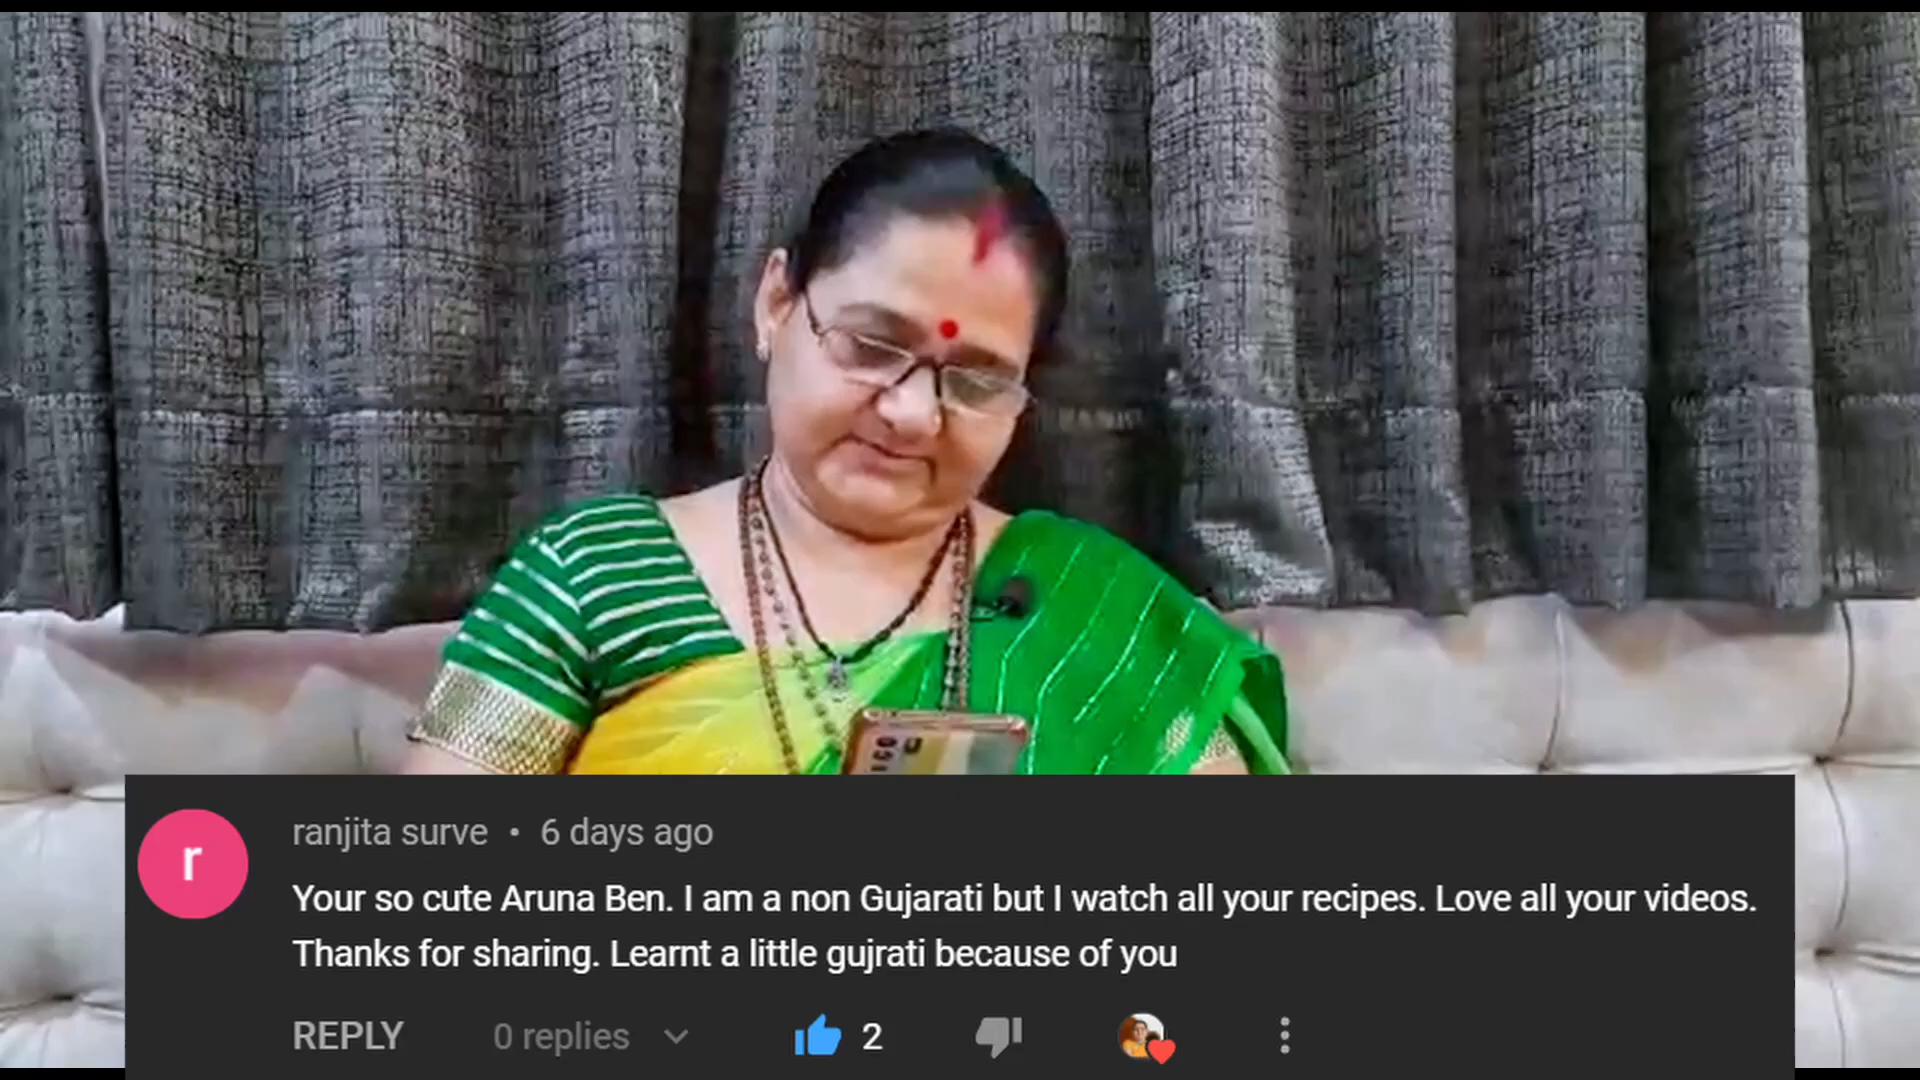 ranjita surve • 6 days ago
Your so cute Aruna Ben. I am a non Gujarati but I watch all your recipes. Love all your videos.
Thanks for sharing. Learnt a little gujrati because of you
REPLY 0 replies 2
r